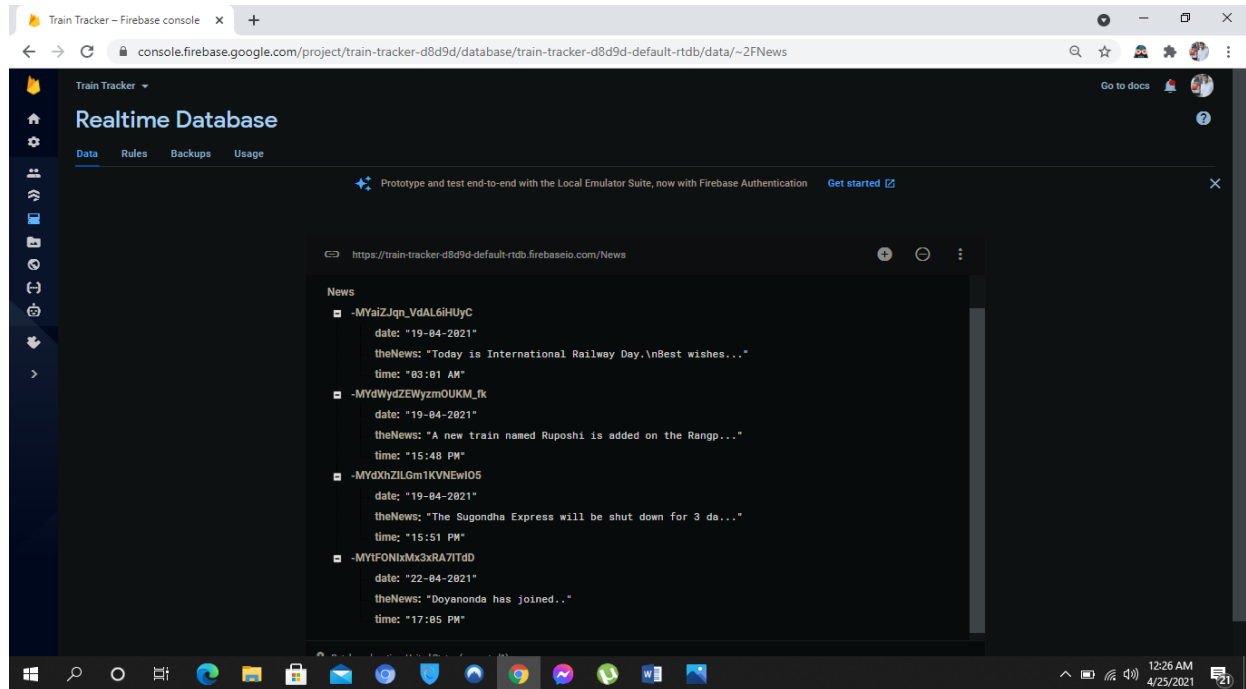 Train Tracker – Firebase console
console.firebase.google.com/project/train-tracker-d8d9d/database/train-tracker-d8d9d-default-rtdb/data/~2FNews
Train Tracker
Go to docs
Realtime Database
Data Rules Backups Usage
Prototype and test end-to-end with the Local Emulator Suite, now with Firebase Authentication Get started
https://train-tracker-d8d9d-default-rtdb.firebaseio.com/News
News
-MYaiZJqn_VdAL6iHUyC
date: "19-04-2021"
theNews: "Today is International Railway Day.\nBest wishes..."
time: "03:01 AM"
-MYdWydZEWyzmOUKM_fk
date: "19-04-2021"
theNews: "A new train named Ruposhi is added on the Rangp..."
time: "15:48 PM"
-MYdXhZILGm1KVNEwIO5
date: "19-04-2021"
theNews: "The Sugondha Express will be shut down for 3 da..."
time: "15:51 PM"
-MYtFONIxMx3xRA7ITdD
date: "22-04-2021"
theNews: "Doyanonda has joined.."
time: "17:05 PM"
12:26 AM
4/25/2021
21